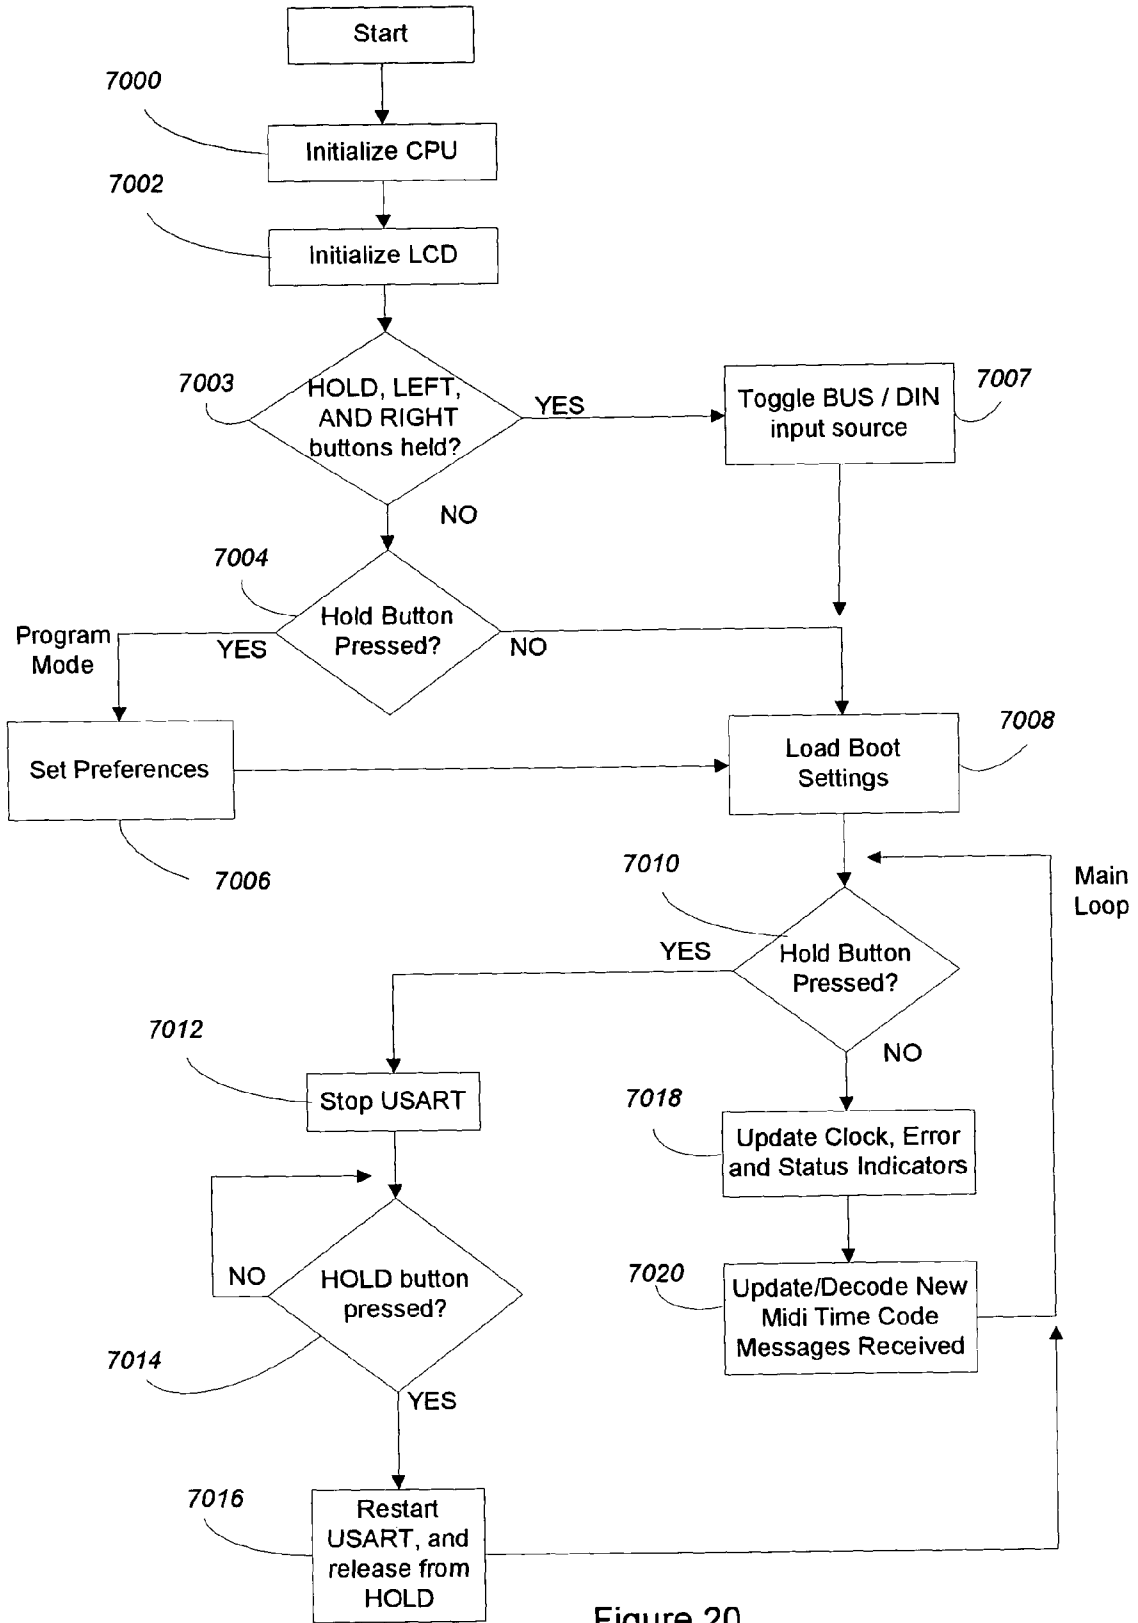 Start
7000
Initialize CPU
7002
Initialize LCD
7003
HOLD, LEFT,
AND RIGHT
buttons held?
YES
Toggle BUS / DIN
input source
7007
NO
7004
Hold Button
Pressed?
Program
Mode
YES
NO
Set Preferences
7006
Load Boot
Settings
7008
7010
Hold Button
Pressed?
Main
Loop
YES
NO
7012
Stop USART
7018
Update Clock, Error
and Status Indicators
7014
HOLD button
pressed?
NO
YES
7020
Update/Decode New
Midi Time Code
Messages Received
7016
Restart
USART, and
release from
HOLD
Figure 20